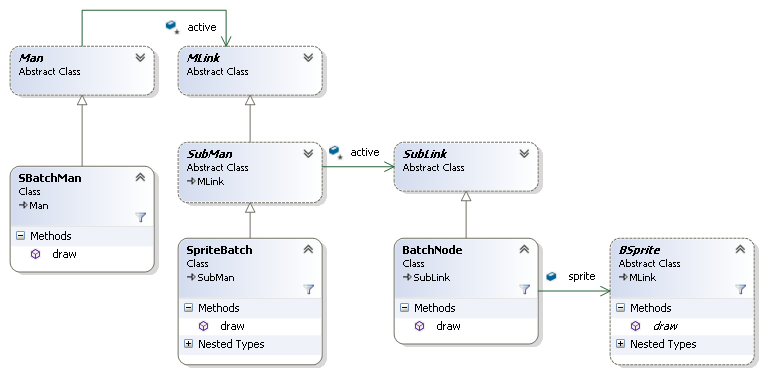 active
Man
Abstract Class
MLink
Abstract Class
SubMan
Abstract Class
MLink
active
SubLink
Abstract Class
SBatchMan
Class
Man
Methods
draw
SpriteBatch
Class
SubMan
Methods
draw
Nested Types
BatchNode
Class
SubLink
Methods
draw
sprite
BSprite
Abstract Class
MLink
Methods
draw
Nested Types